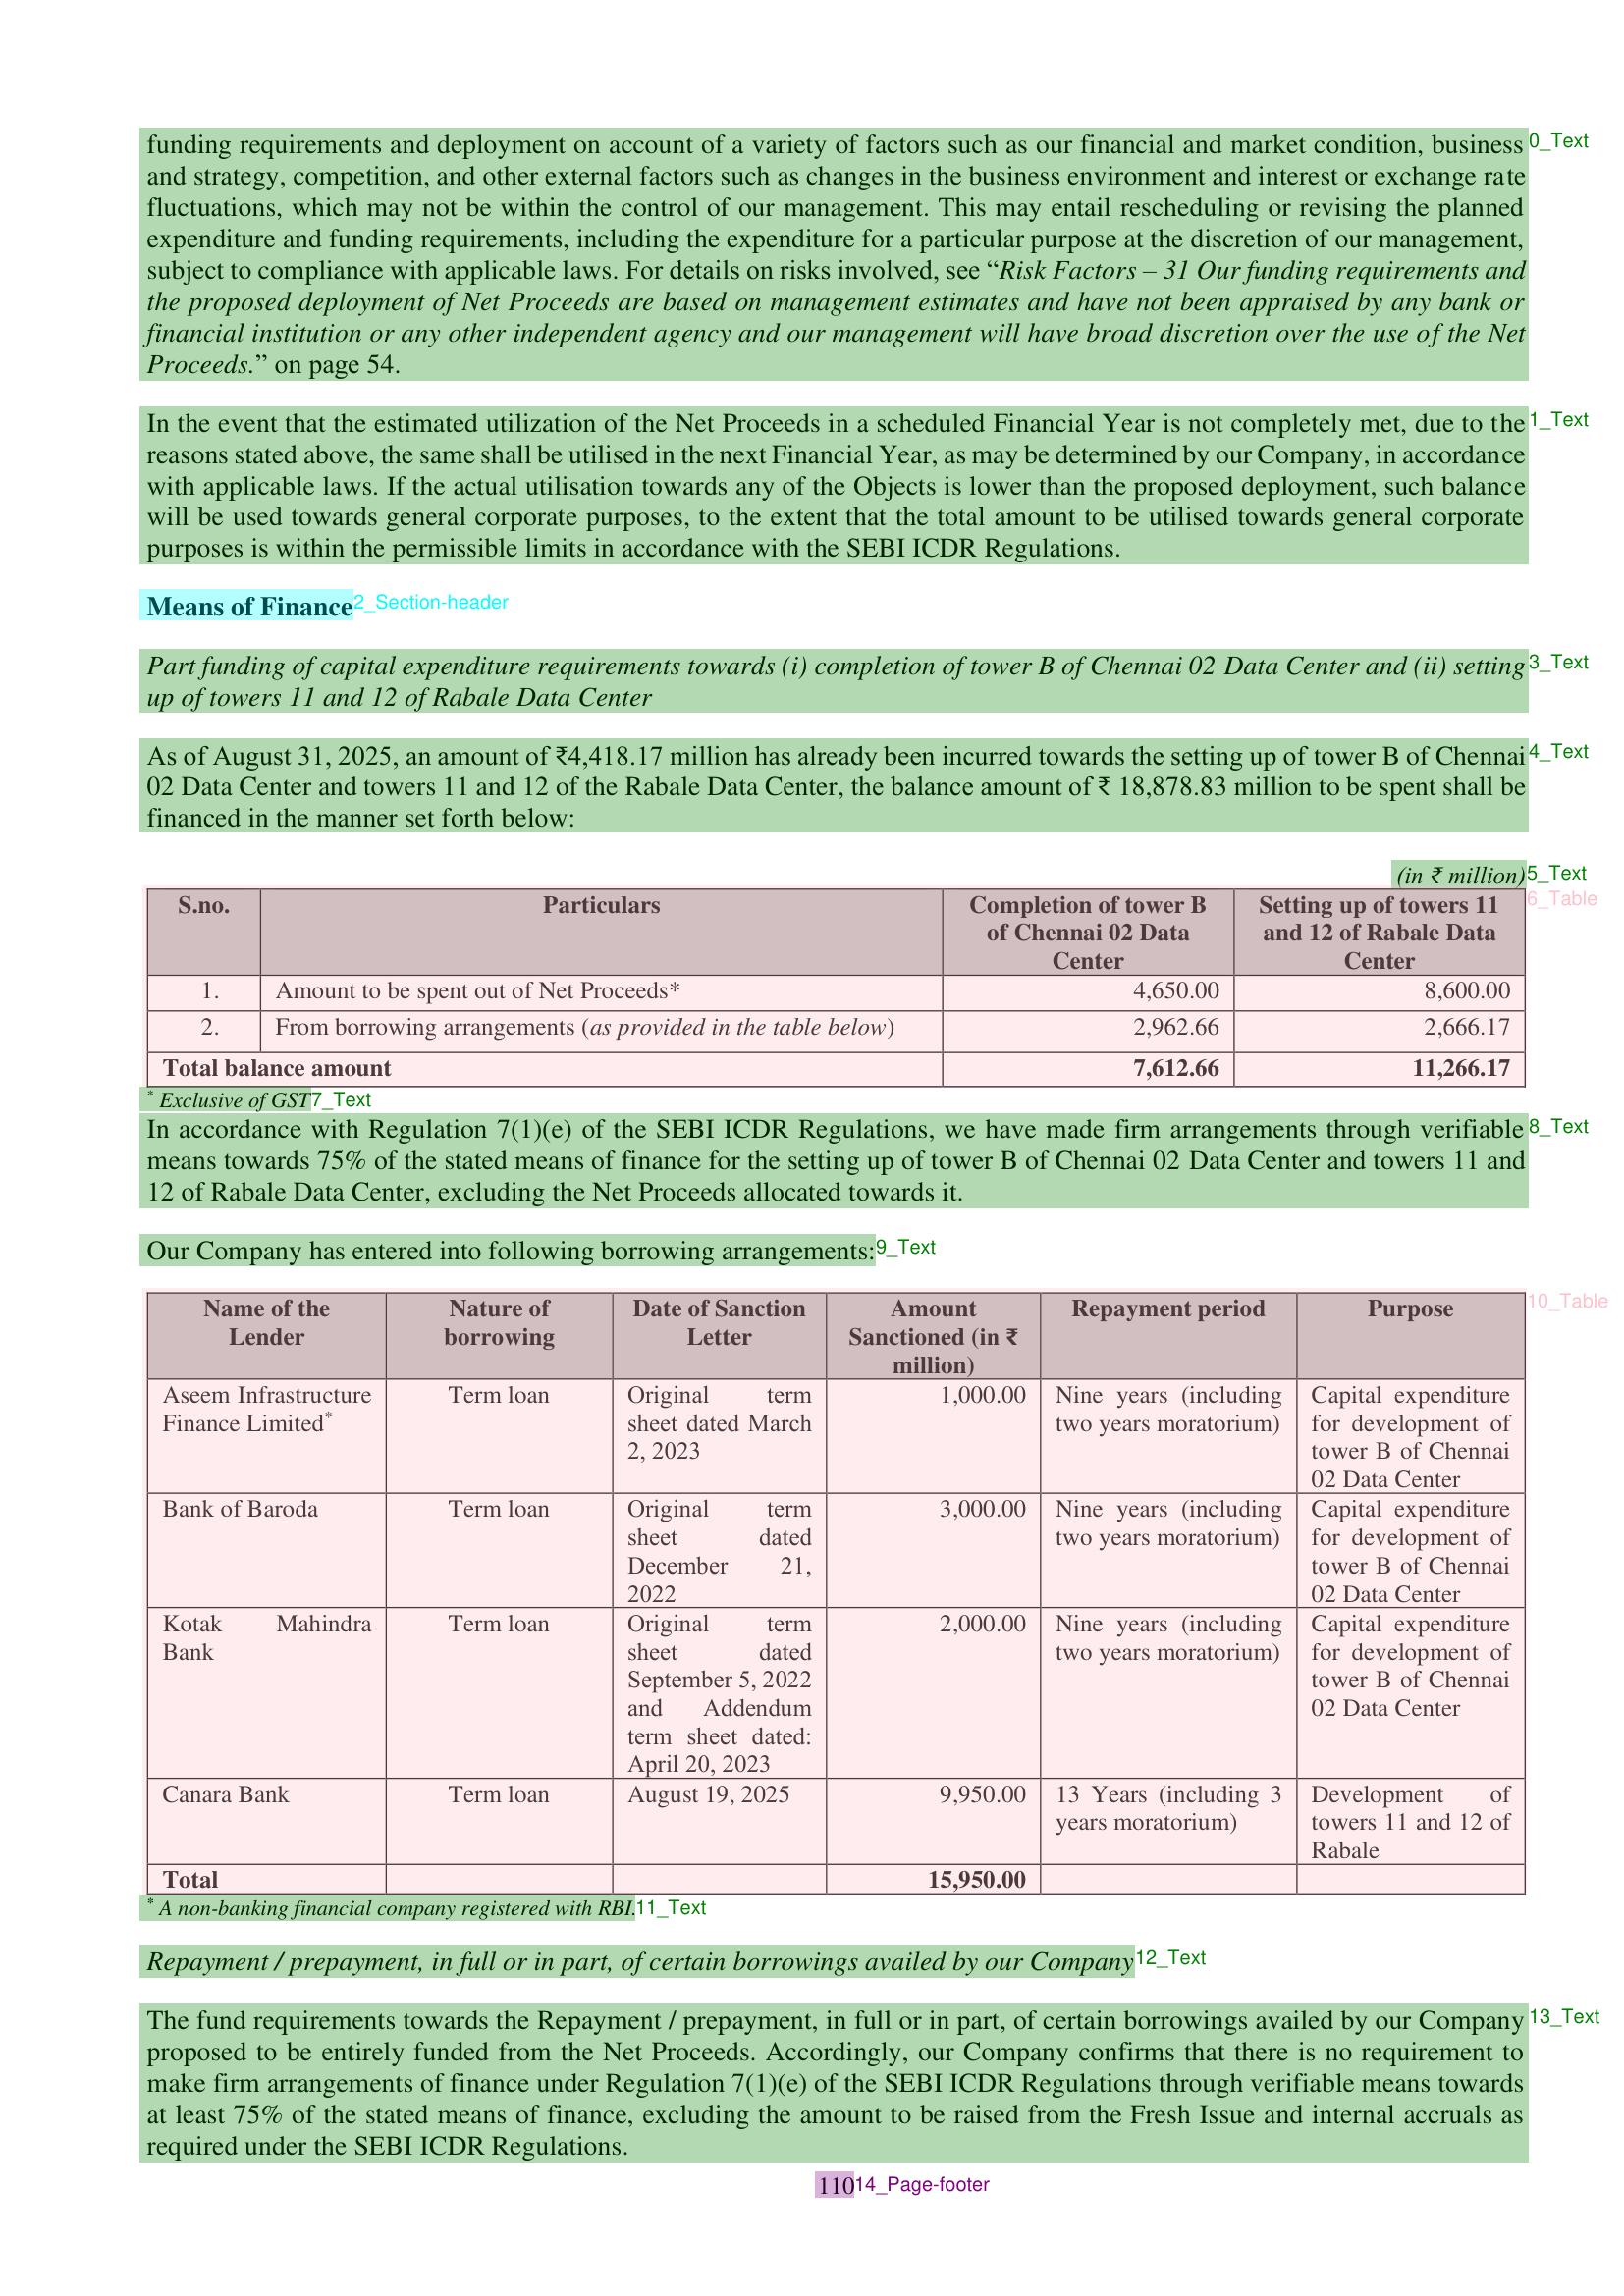 funding requirements and deployment on account of a variety of factors such as our financial and market condition, business 0_Text
and strategy, competition, and other external factors such as changes in the business environment and interest or exchange rate
fluctuations, which may not be within the control of our management. This may entail rescheduling or revising the planned
expenditure and funding requirements, including the expenditure for a particular purpose at the discretion of our management,
subject to compliance with applicable laws. For details on risks involved, see “Risk Factors – 31 Our funding requirements and
the proposed deployment of Net Proceeds are based on management estimates and have not been appraised by any bank or
financial institution or any other independent agency and our management will have broad discretion over the use of the Net
Proceeds.” on page 54.
In the event that the estimated utilization of the Net Proceeds in a scheduled Financial Year is not completely met, due to the 1_Text
reasons stated above, the same shall be utilised in the next Financial Year, as may be determined by our Company, in accordance
with applicable laws. If the actual utilisation towards any of the Objects is lower than the proposed deployment, such balance
will be used towards general corporate purposes, to the extent that the total amount to be utilised towards general corporate
purposes is within the permissible limits in accordance with the SEBI ICDR Regulations.
Means of Finance 2_Section-header
Part funding of capital expenditure requirements towards (i) completion of tower B of Chennai 02 Data Center and (ii) setting 3_Text
up of towers 11 and 12 of Rabale Data Center
As of August 31, 2025, an amount of ₹4,418.17 million has already been incurred towards the setting up of tower B of Chennai 4_Text
02 Data Center and towers 11 and 12 of the Rabale Data Center, the balance amount of ₹ 18,878.83 million to be spent shall be
financed in the manner set forth below:
(in ₹ million) 5_Text
6_Table
S.no. Particulars Completion of tower B Setting up of towers 11
of Chennai 02 Data and 12 of Rabale Data
Center Center
1. Amount to be spent out of Net Proceeds* 4,650.00 8,600.00
2. From borrowing arrangements (as provided in the table below) 2,962.66 2,666.17
Total balance amount 7,612.66 11,266.17
* Exclusive of GST 7_Text
In accordance with Regulation 7(1)(e) of the SEBI ICDR Regulations, we have made firm arrangements through verifiable 8_Text
means towards 75% of the stated means of finance for the setting up of tower B of Chennai 02 Data Center and towers 11 and
12 of Rabale Data Center, excluding the Net Proceeds allocated towards it.
Our Company has entered into following borrowing arrangements: 9_Text
Name of the Nature of Date of Sanction Amount Repayment period Purpose 10_Table
Lender borrowing Letter Sanctioned (in ₹
million)
Aseem Infrastructure Term loan Original term 1,000.00 Nine years (including Capital expenditure
Finance Limited* sheet dated March two years moratorium) for development of
2, 2023 tower B of Chennai
02 Data Center
Bank of Baroda Term loan Original term 3,000.00 Nine years (including Capital expenditure
sheet dated two years moratorium) for development of
December 21, tower B of Chennai
2022 02 Data Center
Kotak Mahindra Term loan Original term 2,000.00 Nine years (including Capital expenditure
Bank sheet dated two years moratorium) for development of
September 5, 2022 tower B of Chennai
and Addendum 02 Data Center
term sheet dated:
April 20, 2023
Canara Bank Term loan August 19, 2025 9,950.00 13 Years (including 3 Development of
years moratorium) towers 11 and 12 of
Rabale
Total 15,950.00
* A non-banking financial company registered with RBI. 11_Text
Repayment / prepayment, in full or in part, of certain borrowings availed by our Company 12_Text
The fund requirements towards the Repayment / prepayment, in full or in part, of certain borrowings availed by our Company 13_Text
proposed to be entirely funded from the Net Proceeds. Accordingly, our Company confirms that there is no requirement to
make firm arrangements of finance under Regulation 7(1)(e) of the SEBI ICDR Regulations through verifiable means towards
at least 75% of the stated means of finance, excluding the amount to be raised from the Fresh Issue and internal accruals as
required under the SEBI ICDR Regulations.
110 14_Page-footer